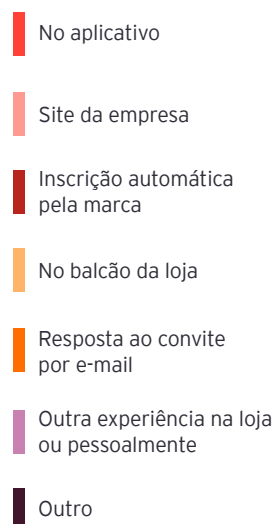 No aplicativo
Site da empresa
Inscrição automática
pela marca
No balcão da loja
Resposta ao convite
por e-mail
Outra experiência na loja
ou pessoalmente
Outro